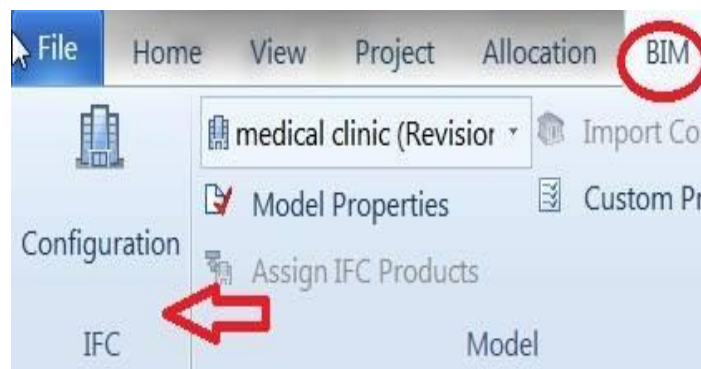 File Home View Project Allocation BIM
medical clinic (Revision
Import Co
Model Properties
Custom Pr
Configuration
Assign IFC Products
IFC
Model